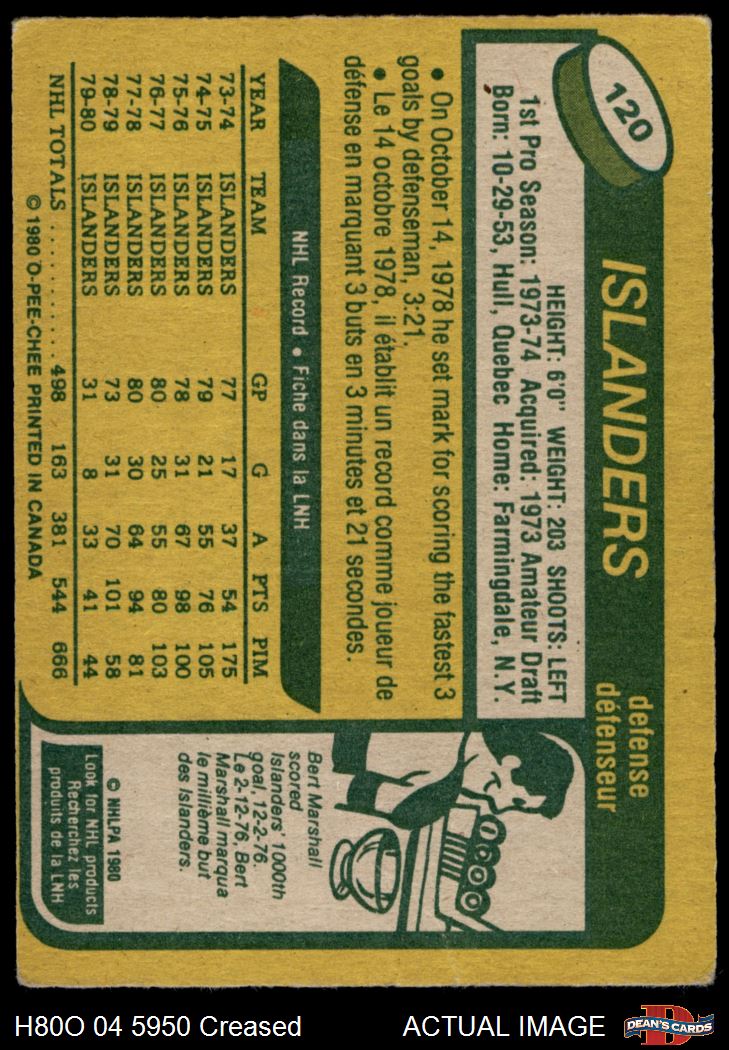 120
ISLANDERS
defense
défenseur
HEIGHT: 6'0" WEIGHT: 203 SHOOTS: LEFT
1st Pro Season: 1973-74 Acquired: 1973 Amateur Draft
Born: 10-29-53, Hull, Quebec Home: Farmingdale, N.Y.
• On October 14, 1978 he set mark for scoring the fastest 3
goals by defenseman, 3:21.
• Le 14 octobre 1978, il établit un record comme joueur de
défense en marquant 3 buts en 3 minutes et 21 secondes.
NHL Record • Fiche dans la LNH
YEAR TEAM GP G A PTS PIM
73-74 ISLANDERS 77 17 37 54 175
74-75 ISLANDERS 79 21 55 76 105
75-76 ISLANDERS 78 31 67 98 100
76-77 ISLANDERS 80 25 55 80 103
77-78 ISLANDERS 80 30 64 94 81
78-79 ISLANDERS 73 31 70 101 58
79-80 ISLANDERS 31 8 33 41 44
NHL TOTALS .......... 498 163 381 544 666
© 1980 O-PEE-CHEE PRINTED IN CANADA
Bert Marshall
scored
Islanders' 1000th
goal, 12-2-76.
Le 2-12-76, Bert
Marshall marqua
le millième but
des Islanders.
© NHLPA 1980
Look for NHL products
Recherchez les
produits de la LNH
H80O 04 5950 Creased
ACTUAL IMAGE
D
DEAN'S CARDS